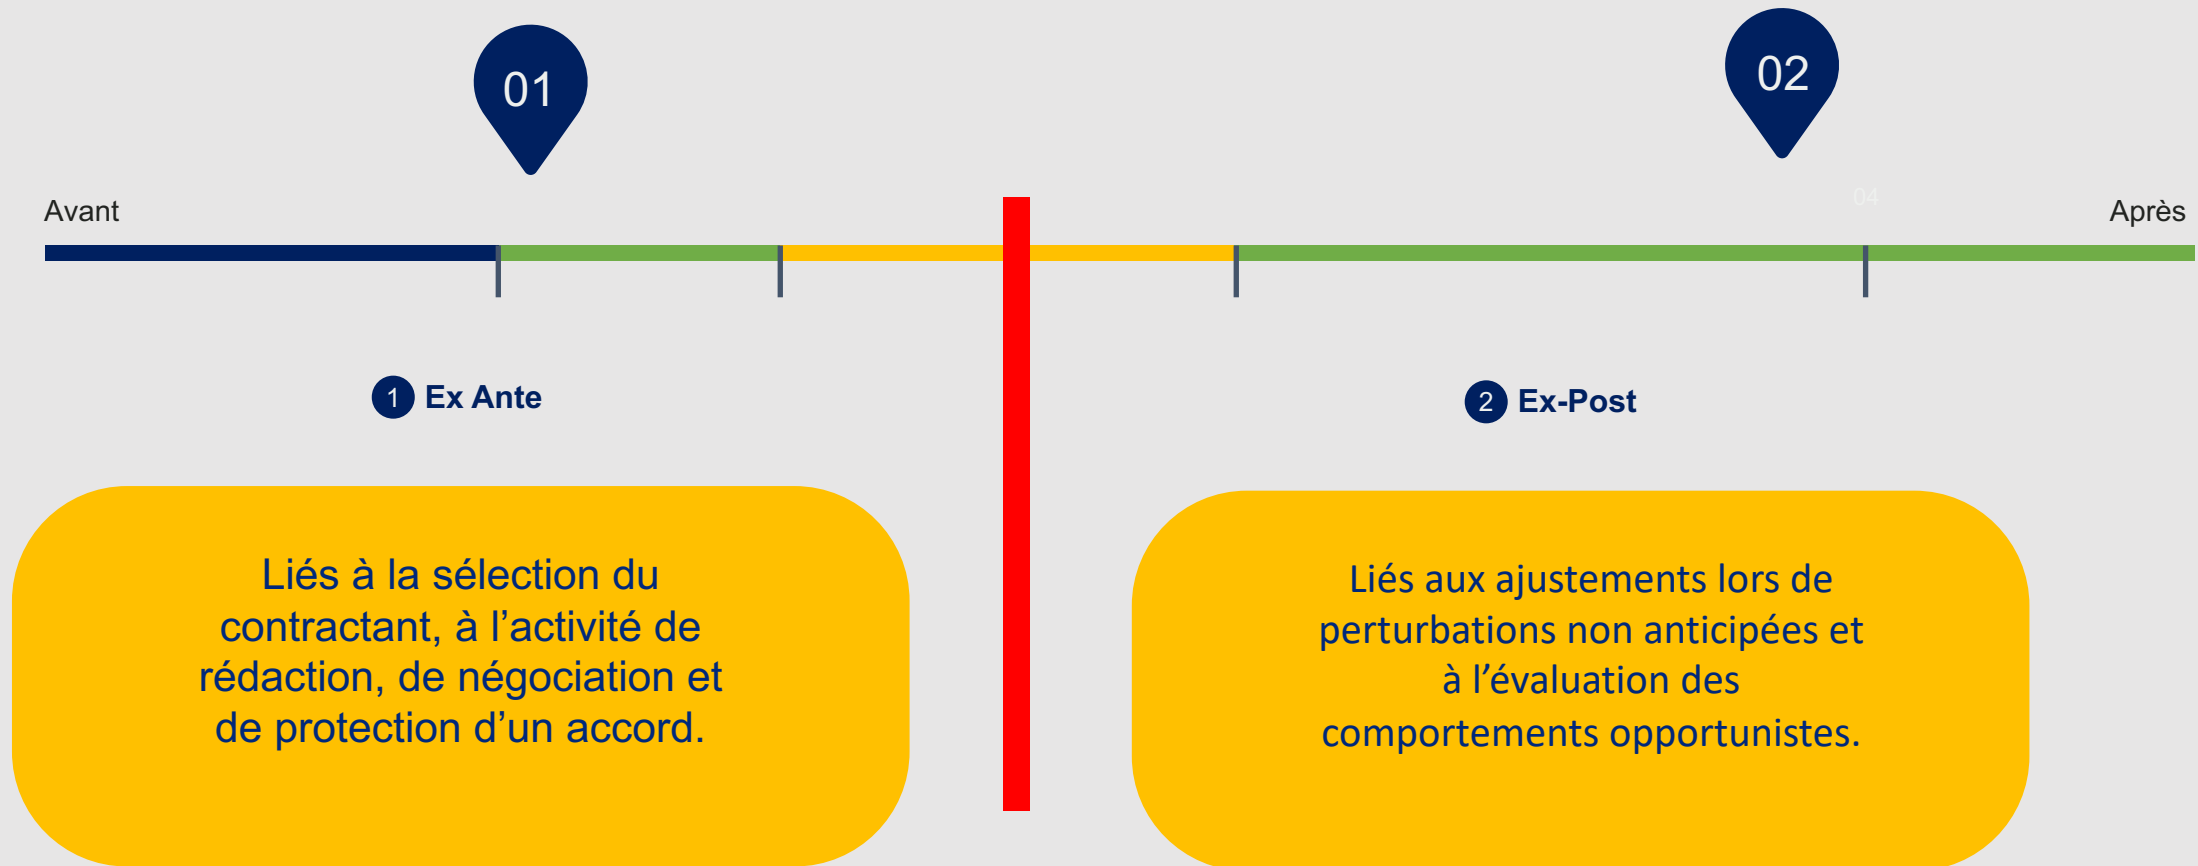 01
02
04
Avant
Après
1 Ex Ante
2 Ex-Post
Liés à la sélection du
contractant, à l’activité de
rédaction, de négociation et
de protection d’un accord.
Liés aux ajustements lors de
perturbations non anticipées et
à l’évaluation des
comportements opportunistes.